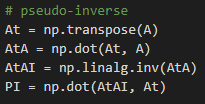 # pseudo-inverse
At = np.transpose(A)
AtA = np.dot(At, A)
AtAI = np.linalg.inv(AtA)
PI = np.dot(AtAI, At)